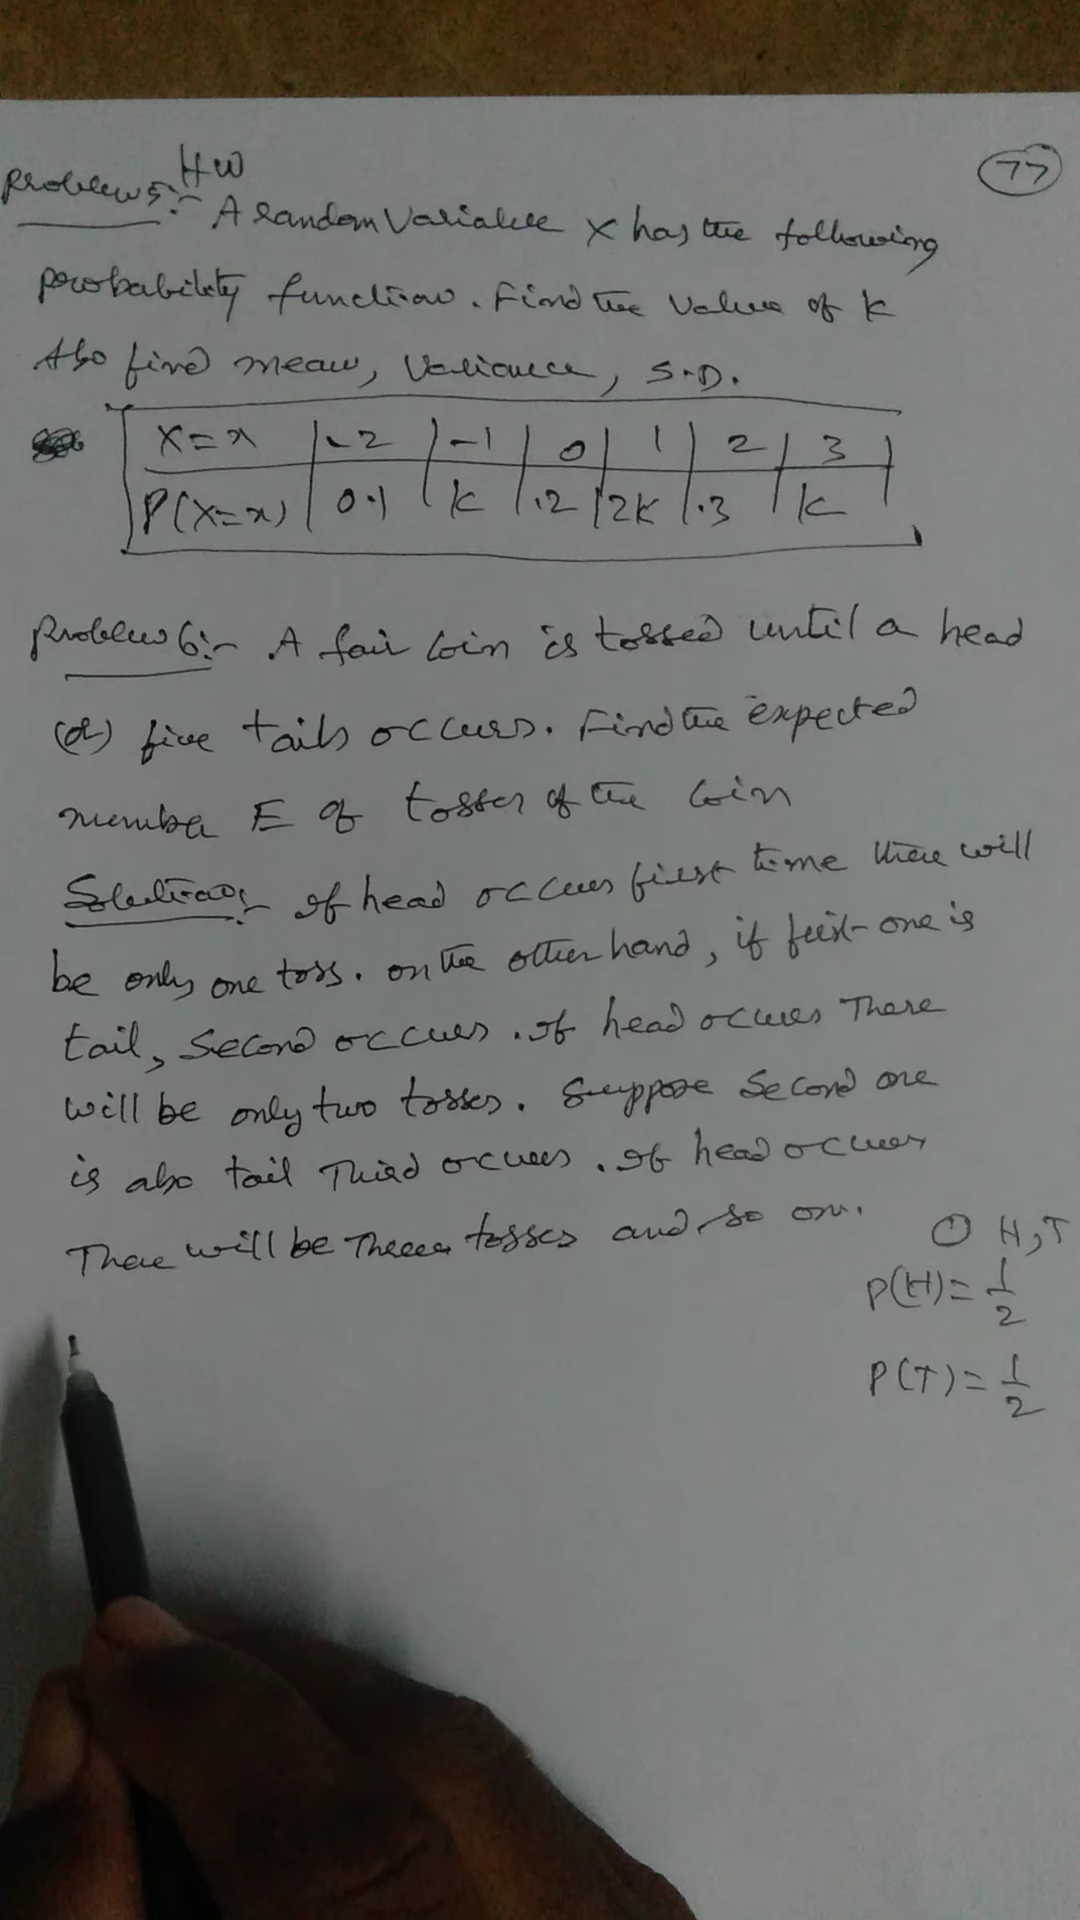 HW
77
Problem 5:- A random Variable X has the following
probability function. Find the value of k
Also find mean, Variance, S.D.
X=x | -2 | -1 | 0 | 1 | 2 | 3
P(X=x) | 0.1 | k | .2 | 2k | .3 | k
Problem 6:- A fair coin is tossed until a head
(or) five tails occurs. Find the expected
number E of tosses of the coin
Solution:- If head occurs first time there will
be only one toss. on the other hand, if first one is
tail, Second occurs. If head occurs There
will be only two tosses. Suppose Second one
is also tail Third occurs. If head occurs
There will be Three tosses and so on.
H, T
P(H) = 1/2
P(T) = 1/2